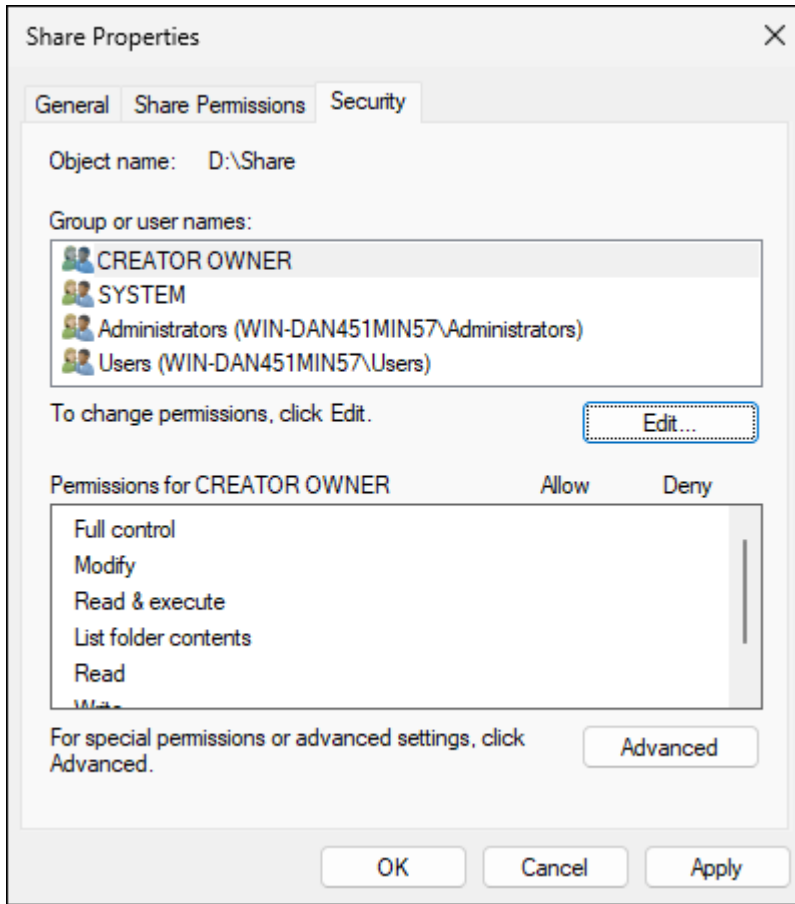 Share Properties
General Share Permissions Security
Object name: D:\Share
Group or user names:
CREATOR OWNER
SYSTEM
Administrators (WIN-DAN451MIN57\Administrators)
Users (WIN-DAN451MIN57\Users)
To change permissions, click Edit.
Edit...
Permissions for CREATOR OWNER Allow Deny
Full control
Modify
Read & execute
List folder contents
Read
Write
For special permissions or advanced settings, click
Advanced.
Advanced
OK Cancel Apply